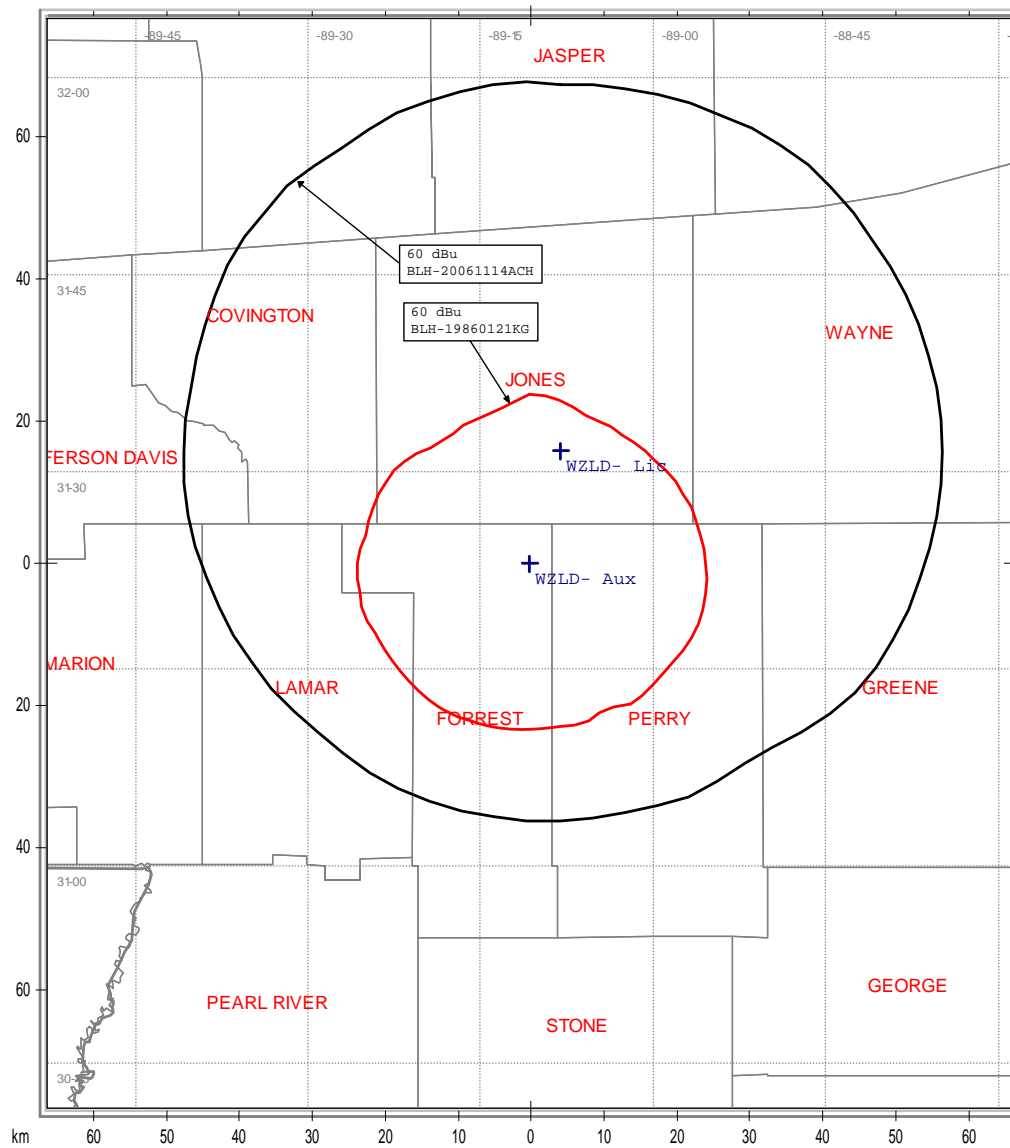 -89-45
-89-30
-89-15
-89-00
-88-45
JASPER
32-00
60
60 dBu
BLH-20061114ACH
40
31-45
60 dBu
BLH-19860121KG
COVINGTON
WAYNE
JONES
20
FERSON DAVIS
WZLD- Lic
31-30
0
WZLD- Aux
MARION
LAMAR
GREENE
20
FORREST
PERRY
40
31-00
60
PEARL RIVER
GEORGE
STONE
km 60 50 40 30 20 10 0 10 20 30 40 50 60